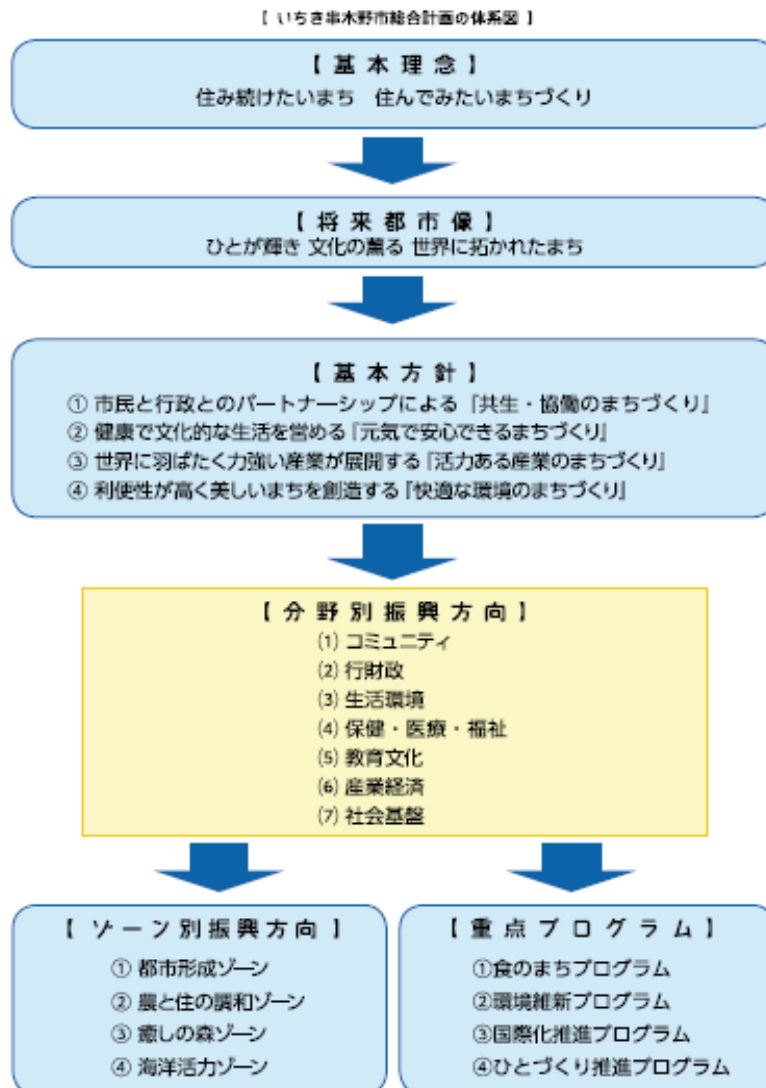 【 いちき串木野市総合計画の体系図 】
【 基本理念 】
住み続けたいまち　住んでみたいまちづくり
【 将来都市像 】
ひとが輝き 文化の薫る 世界に拓かれたまち
【 基本方針 】
① 市民と行政とのパートナーシップによる『共生・協働のまちづくり』
② 健康で文化的な生活を営める『元気で安心できるまちづくり』
③ 世界に羽ばたく力強い産業が展開する『活力ある産業のまちづくり』
④ 利便性が高く美しいまちを創造する『快適な環境のまちづくり』
【 分野別振興方向 】
(1) コミュニティ
(2) 行財政
(3) 生活環境
(4) 保健・医療・福祉
(5) 教育文化
(6) 産業経済
(7) 社会基盤
【 ゾーン別振興方向 】
① 都市形成ゾーン
② 農と住の調和ゾーン
③ 癒しの森ゾーン
④ 海洋活力ゾーン
【 重点プログラム 】
①食のまちプログラム
②環境維新プログラム
③国際化推進プログラム
④ひとづくり推進プログラム